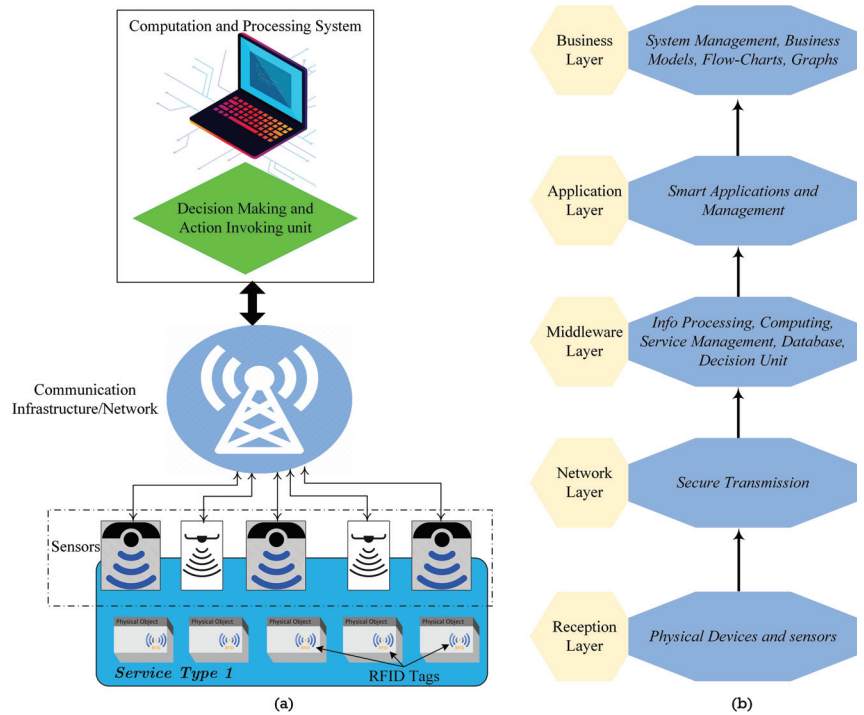 Computation and Processing System
Decision Making and
Action Invoking unit
Communication
Infrastructure/Network
Sensors
Physical Object
Physical Object
Physical Object
Physical Object
Physical Object
Service Type 1
RFID Tags
(a)
Business
Layer
System Management, Business
Models, Flow-Charts, Graphs
Application
Layer
Smart Applications and
Management
Middleware
Layer
Info Processing, Computing,
Service Management, Database,
Decision Unit
Network
Layer
Secure Transmission
Reception
Layer
Physical Devices and sensors
(b)